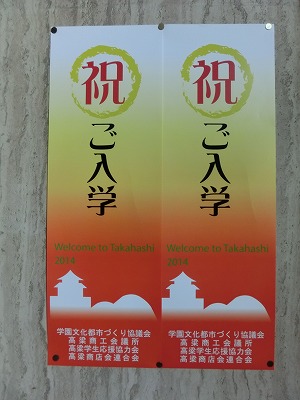 祝
ご入学
Welcome to Takahashi
2014
学園文化都市づくり協議会
高梁商工会議所
高梁学生応援協力会
高梁商店会連合会
祝
ご入学
Welcome to Takahashi
2014
学園文化都市づくり協議会
高梁商工会議所
高梁学生応援協力会
高梁商店会連合会